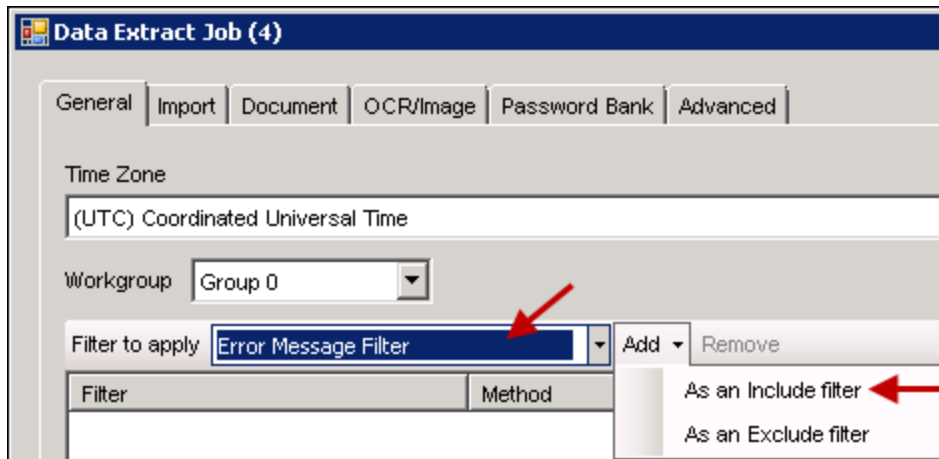 Data Extract Job (4)
General Import Document OCR/Image Password Bank Advanced
Time Zone
(UTC) Coordinated Universal Time
Workgroup Group 0
Filter to apply Error Message Filter Add Remove
Filter Method As an Include filter
As an Exclude filter